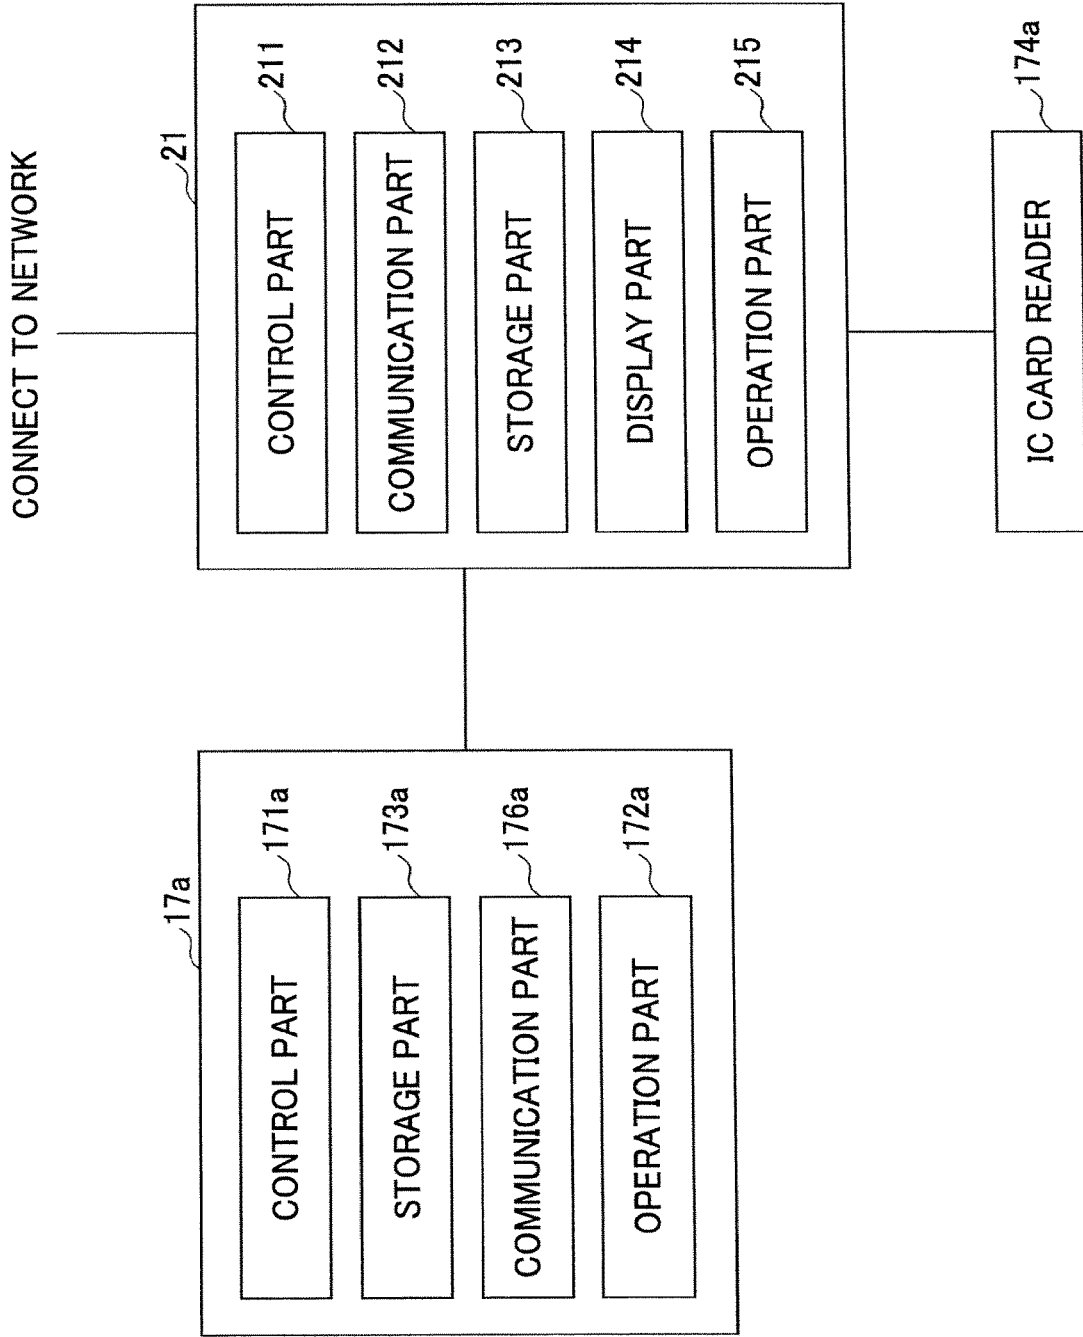 CONNECT TO NETWORK
21
CONTROL PART
211
COMMUNICATION PART
212
STORAGE PART
213
DISPLAY PART
214
OPERATION PART
215
IC CARD READER
174a
17a
CONTROL PART
171a
STORAGE PART
173a
COMMUNICATION PART
176a
OPERATION PART
172a